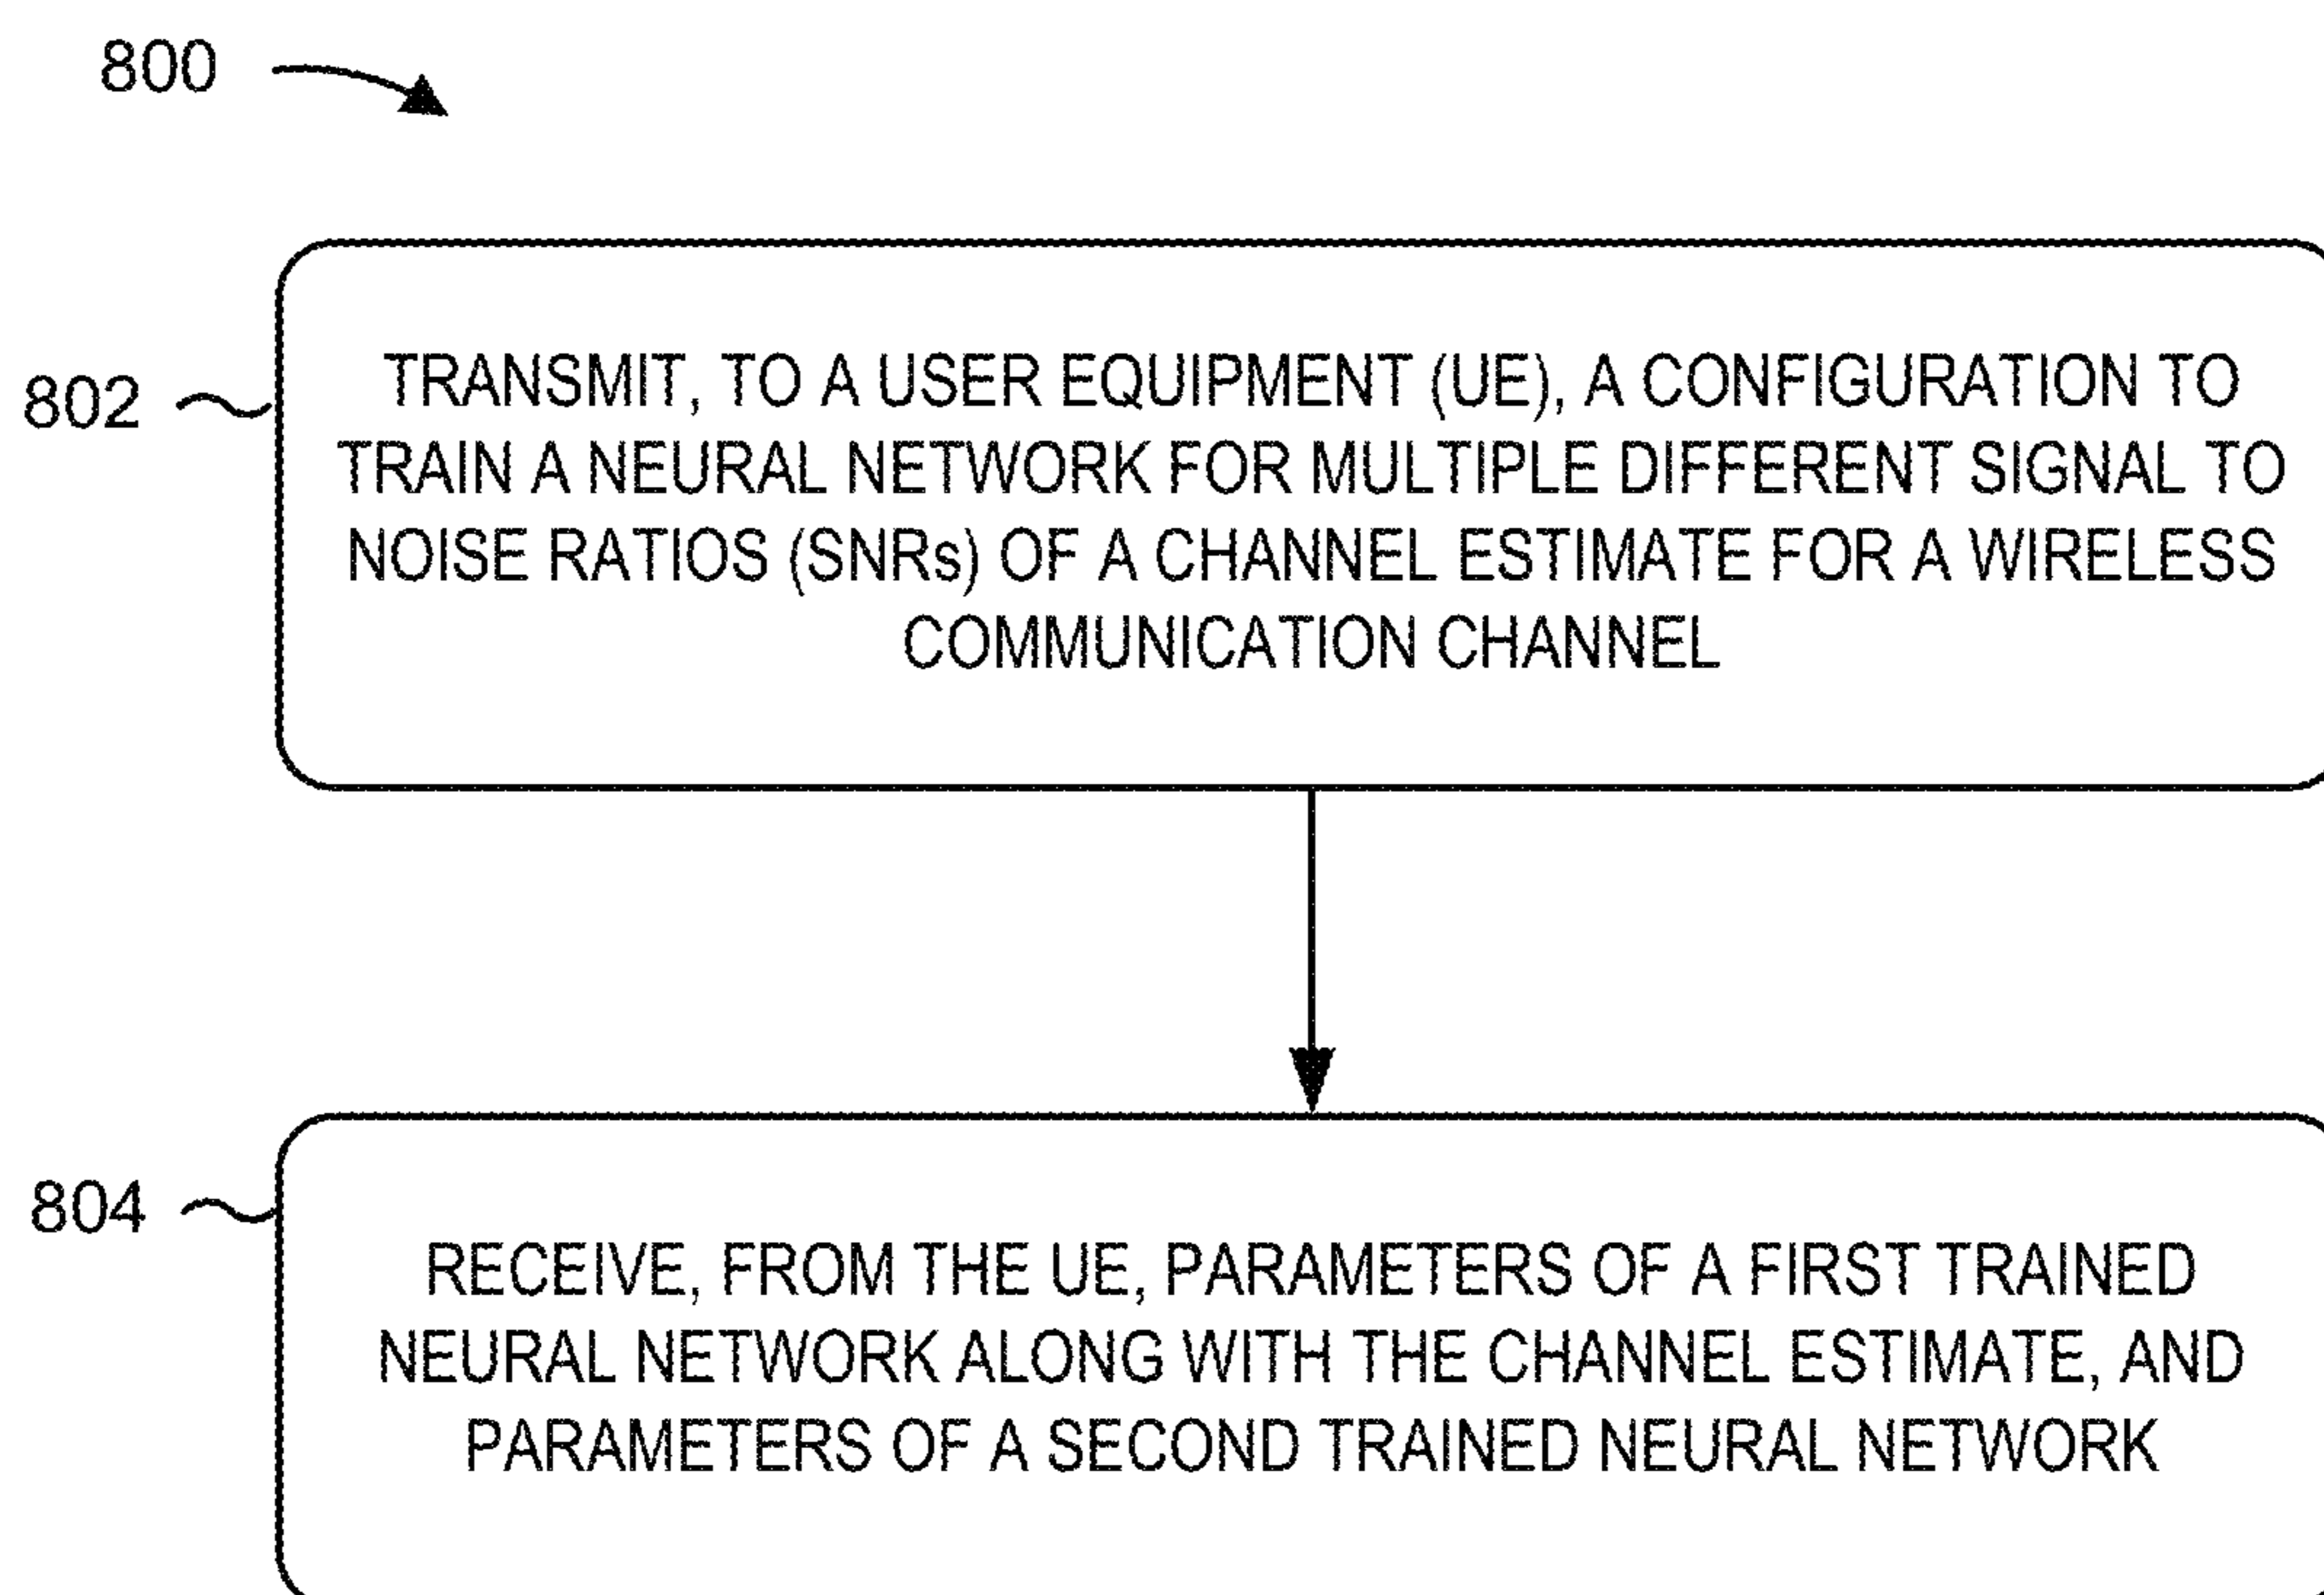 800
802
TRANSMIT, TO A USER EQUIPMENT (UE), A CONFIGURATION TO
TRAIN A NEURAL NETWORK FOR MULTIPLE DIFFERENT SIGNAL TO
NOISE RATIOS (SNRs) OF A CHANNEL ESTIMATE FOR A WIRELESS
COMMUNICATION CHANNEL
804
RECEIVE, FROM THE UE, PARAMETERS OF A FIRST TRAINED
NEURAL NETWORK ALONG WITH THE CHANNEL ESTIMATE, AND
PARAMETERS OF A SECOND TRAINED NEURAL NETWORK